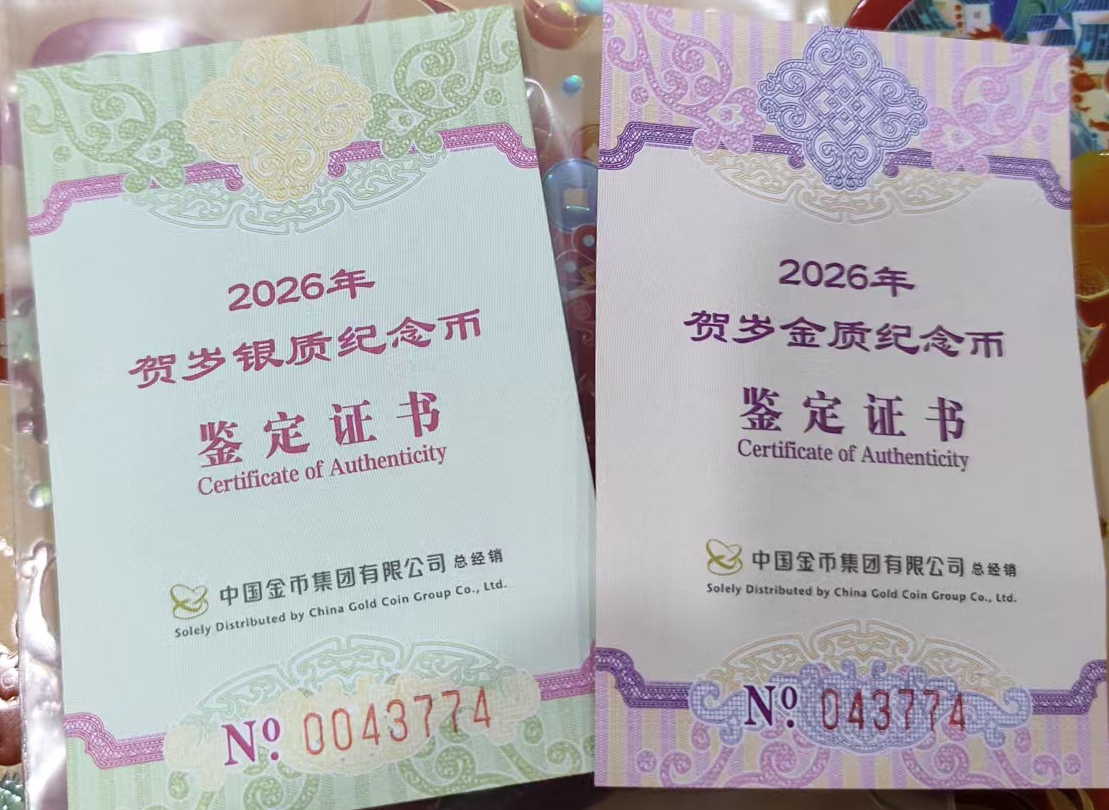 2026年
贺岁银质纪念币
鉴定证书
Certificate of Authenticity
中国金币集团有限公司 总经销
Solely Distributed by China Gold Coin Group Co., Ltd.
No. 0043774
2026年
贺岁金质纪念币
鉴定证书
Certificate of Authenticity
中国金币集团有限公司 总经销
Solely Distributed by China Gold Coin Group Co., Ltd.
No. 043774